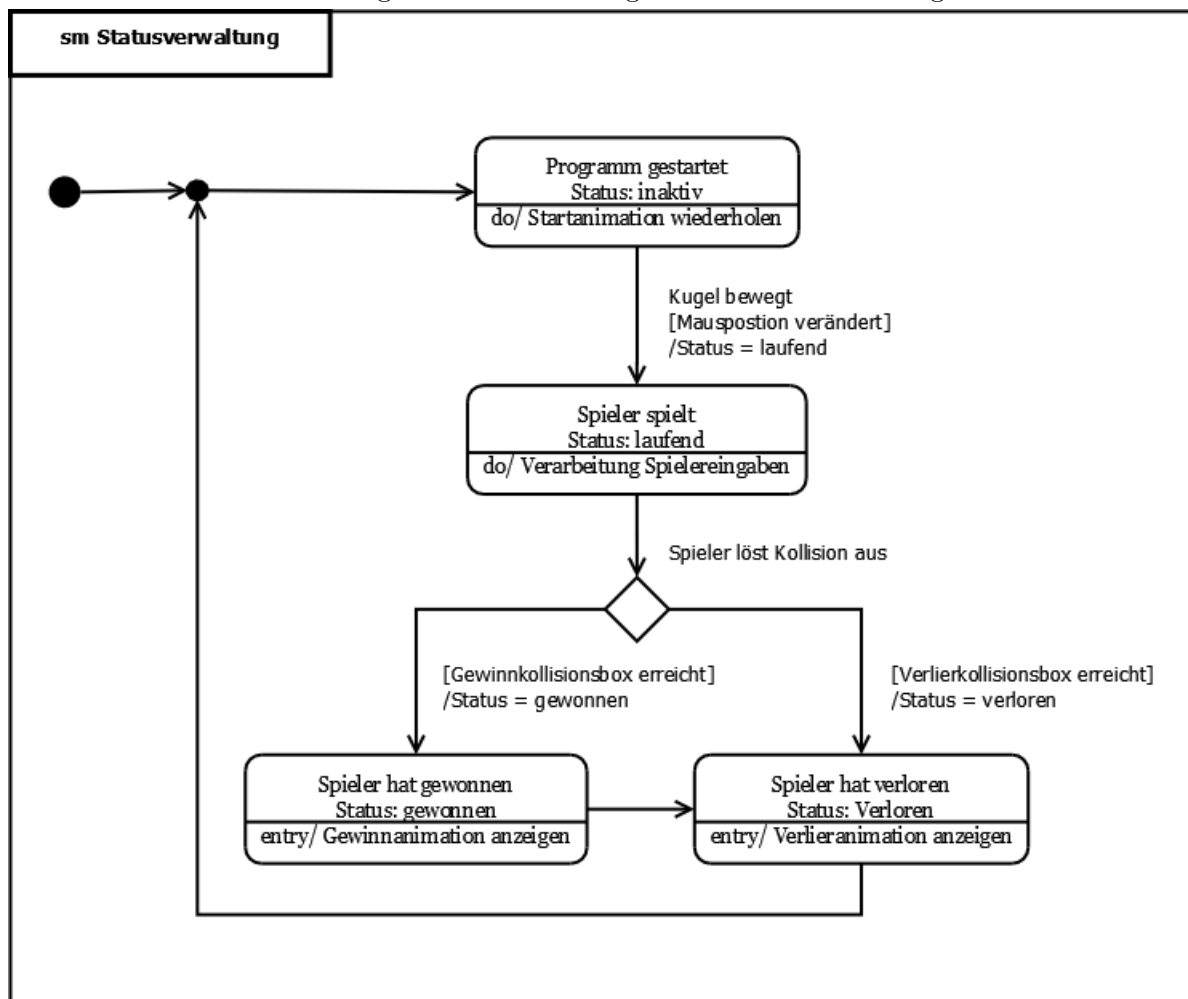 sm Statusverwaltung
Programm gestartet
Status: inaktiv
do/ Startanimation wiederholen
Kugel bewegt
[Mauspostion verändert]
/Status = laufend
Spieler spielt
Status: laufend
do/ Verarbeitung Spielereingaben
Spieler löst Kollision aus
[Gewinnkollisionsbox erreicht]
/Status = gewonnen
[Verlierkollisionsbox erreicht]
/Status = verloren
Spieler hat gewonnen
Status: gewonnen
entry/ Gewinnanimation anzeigen
Spieler hat verloren
Status: Verloren
entry/ Verlieranimation anzeigen